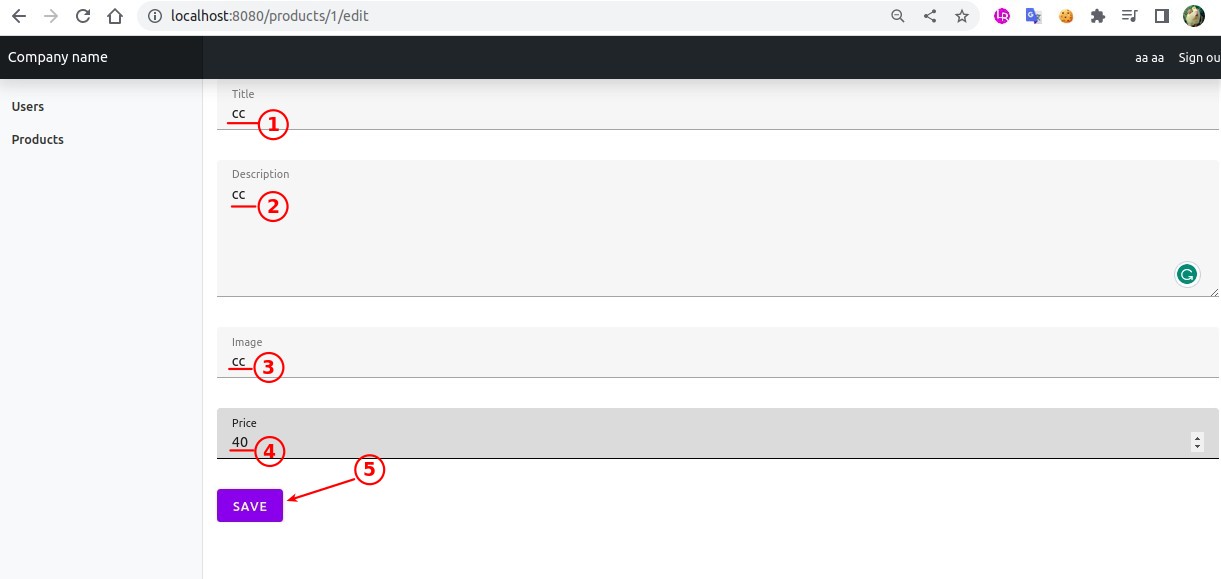 localhost:8080/products/1/edit
Company name
aa aa Sign ou
Users
Products
Title
cc
1
Description
cc
2
Image
cc
3
Price
40
4
5
SAVE